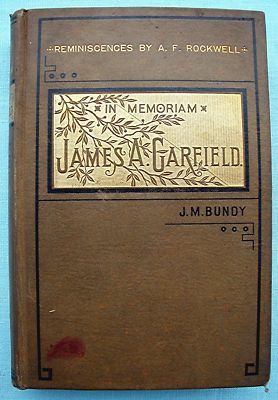 REMINISCENCES BY A. F. ROCKWELL
IN MEMORIAM
JAMES A. GARFIELD.
J.M. BUNDY